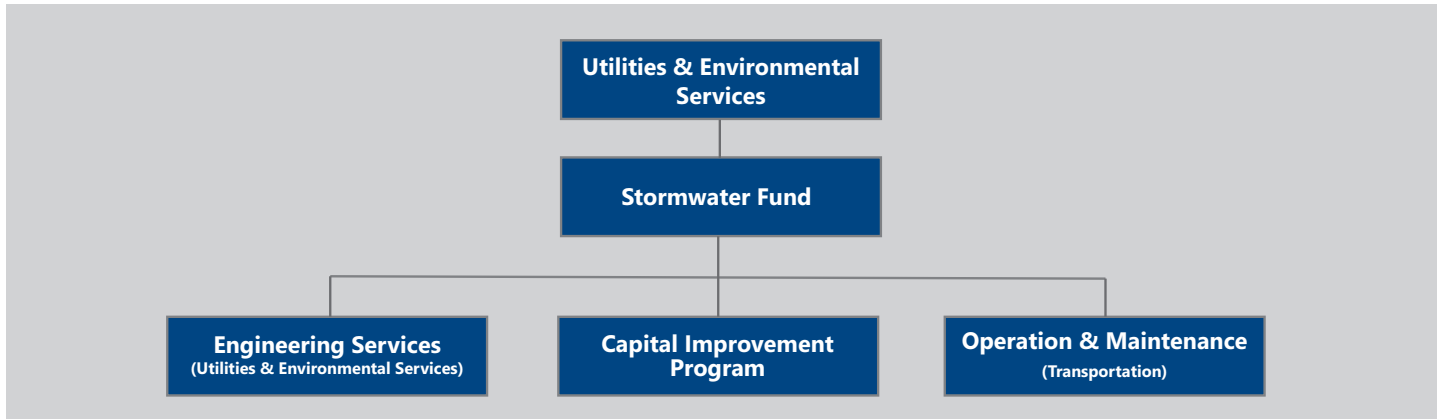 Utilities & Environmental
Services
Stormwater Fund
Engineering Services
(Utilities & Environmental Services)
Capital Improvement
Program
Operation & Maintenance
(Transportation)